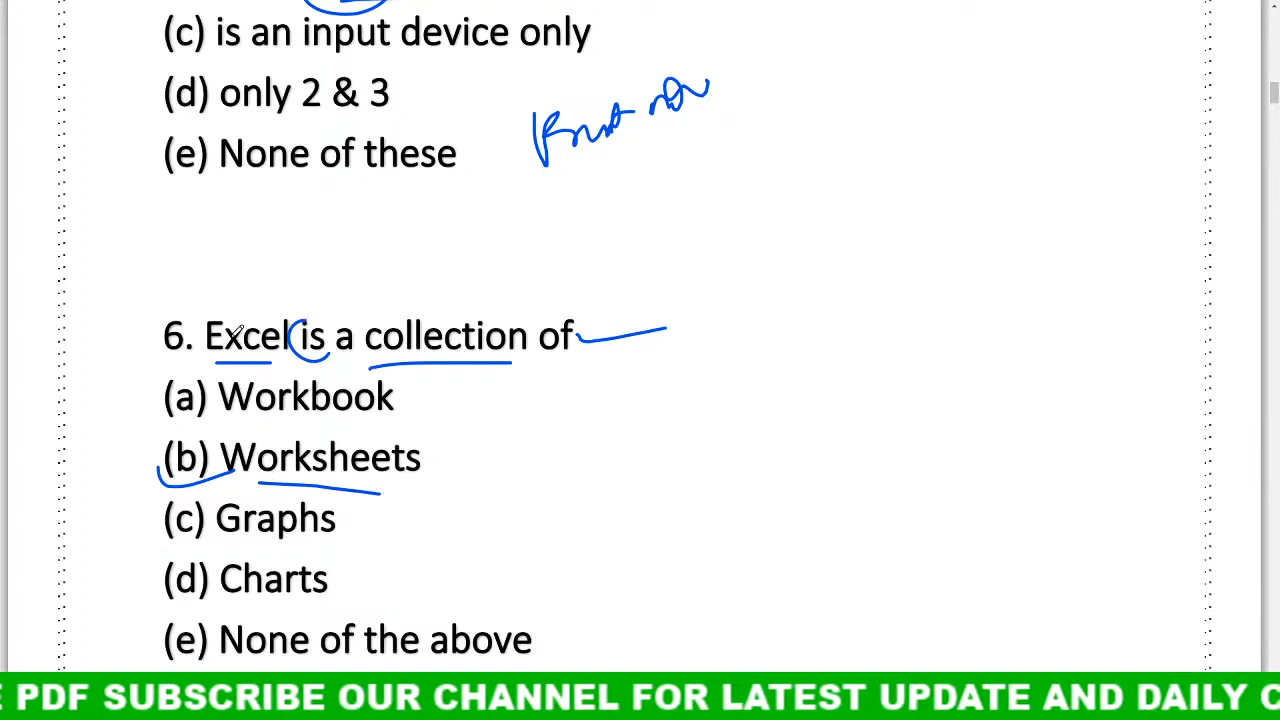 (c) is an input device only
(d) only 2 & 3
(e) None of these
6. Excel is a collection of
(a) Workbook
(b) Worksheets
(c) Graphs
(d) Charts
(e) None of the above
E PDF SUBSCRIBE OUR CHANNEL FOR LATEST UPDATE AND DAILY C